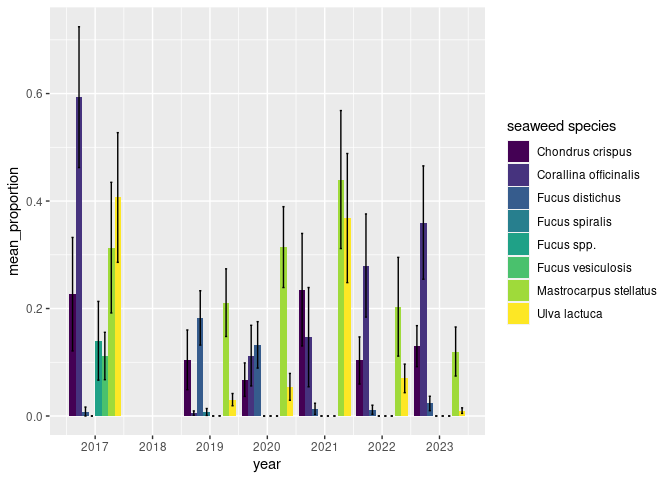 mean_proportion
0.6
0.4
0.2
0.0
2017 2018 2019 2020 2021 2022 2023
year
seaweed species
Chondrus crispus
Corallina officinalis
Fucus distichus
Fucus spiralis
Fucus spp.
Fucus vesiculosis
Mastrocarpus stellatus
Ulva lactuca